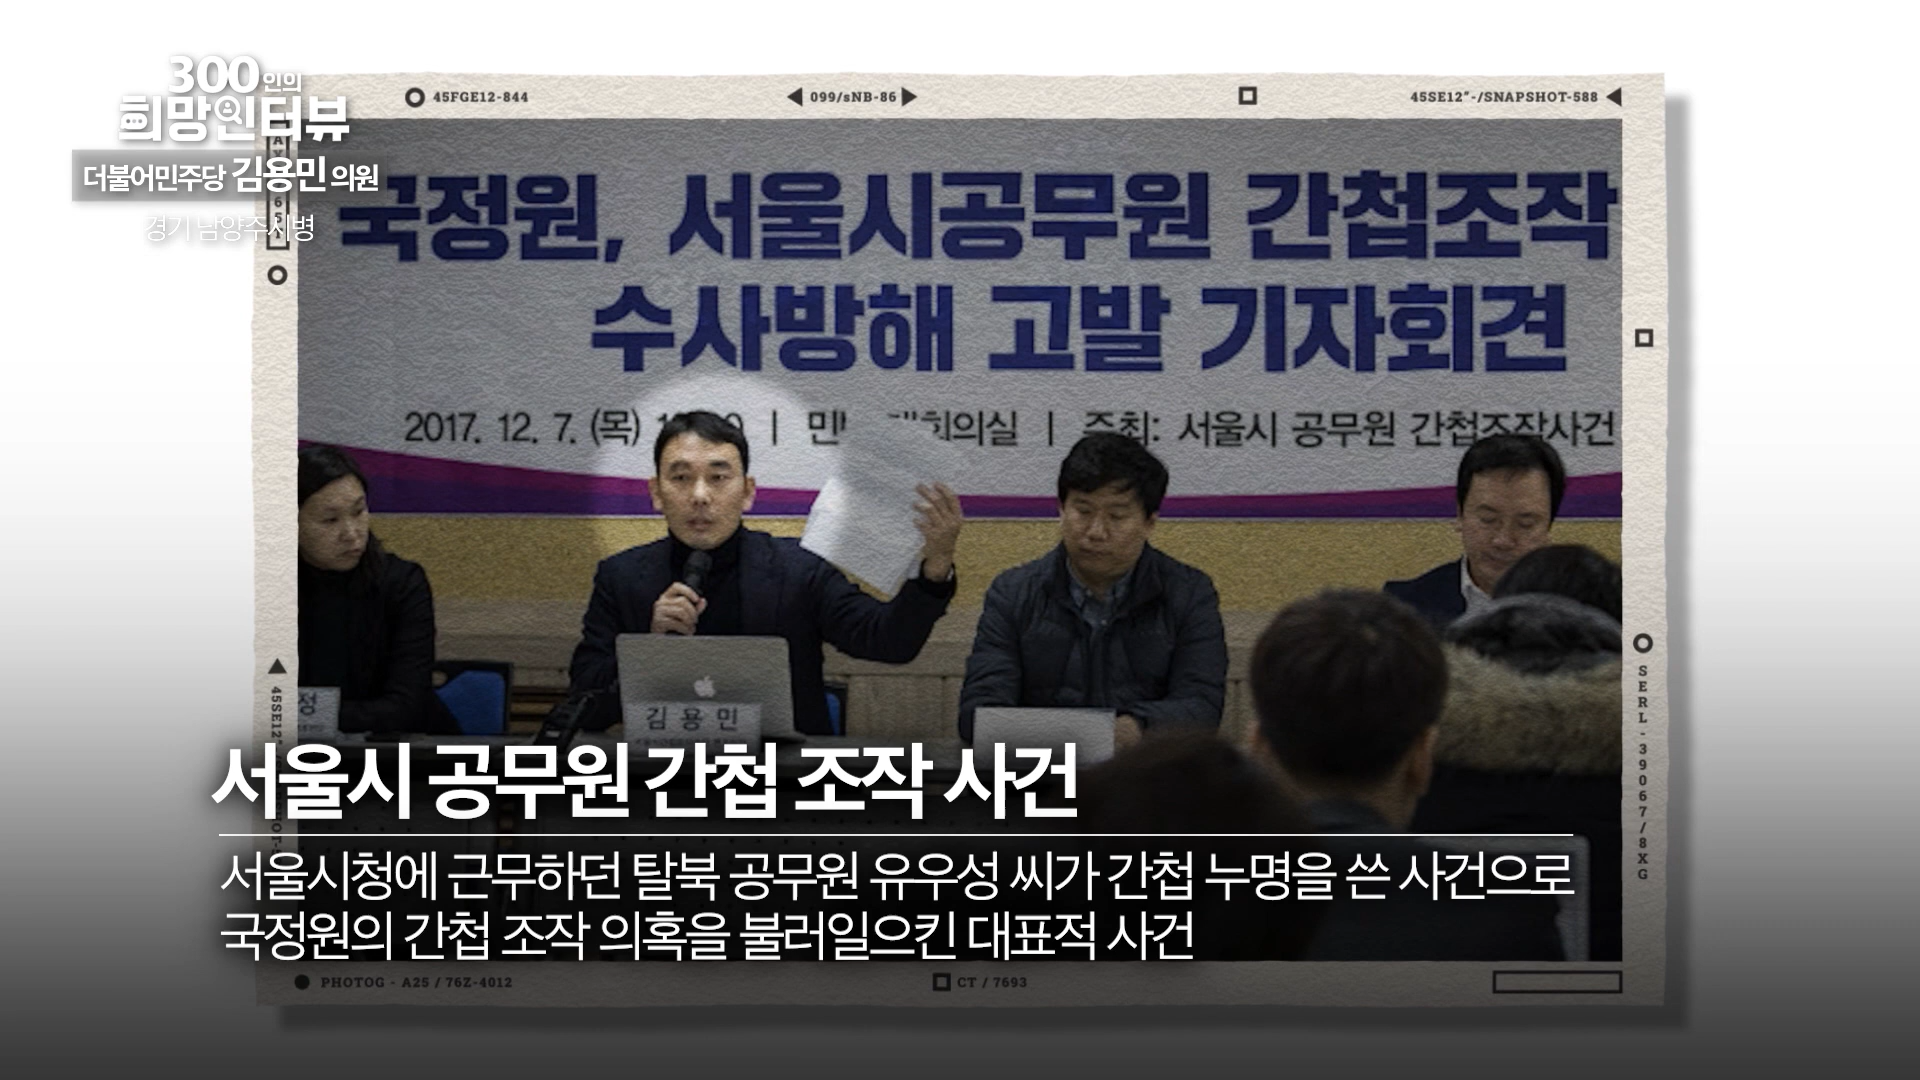 300인의
희망인터뷰
더불어민주당 김용민 의원
경기 남양주시병
45FGE12-844
099/sNB-86
45SE12"-/SNAPSHOT-588
국정원, 서울시공무원 간첩조작
수사방해 고발 기자회견
2017. 12. 7. (목) | 회의실 | 주최: 서울시 공무원 간첩조작사건
정
김용민
45SE12"
SERL-39067/8XG
서울시 공무원 간첩 조작 사건
서울시청에 근무하던 탈북 공무원 유우성 씨가 간첩 누명을 쓴 사건으로
국정원의 간첩 조작 의혹을 불러일으킨 대표적 사건
PHOTOG - A25 / 76Z-4012
CT / 7693